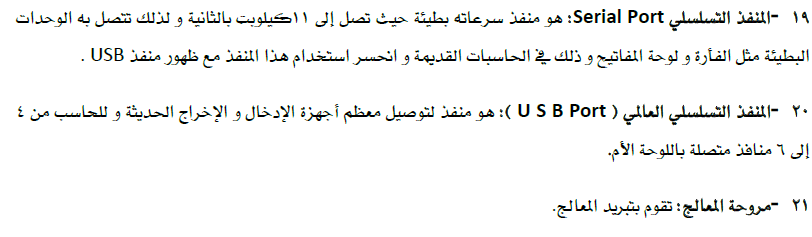 ١٩ -المنفذ التسلسلي Serial Port: هو منفذ سرعاته بطيئة حيث تصل إلى ١١كيلوبت بالثانية و لذلك تتصل به الوحدات
البطيئة مثل الفأرة و لوحة المفاتيح و ذلك في الحاسبات القديمة و انحسر استخدام هذا المنفذ مع ظهور منفذ USB .
٢٠ -المنفذ التسلسلي العالمي ( U S B Port ): هو منفذ لتوصيل معظم أجهزة الإدخال و الإخراج الحديثة و للحاسب من ٤
إلى ٦ منافذ متصلة باللوحة الأم.
٢١ -مروحة المعالج: تقوم بتبريد المعالج.